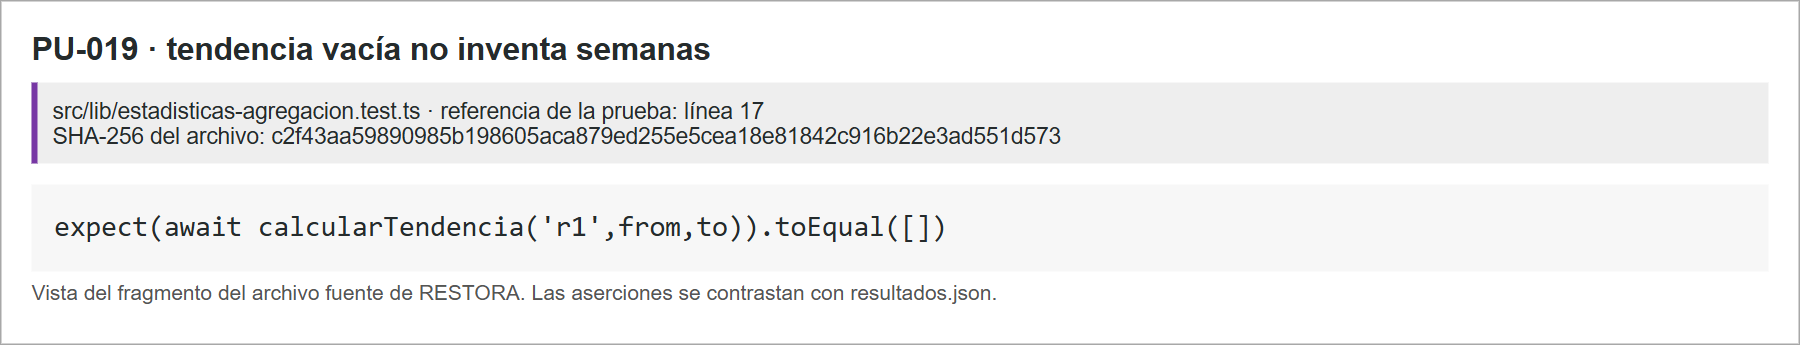 PU-019 · tendencia vacía no inventa semanas
src/lib/estadisticas-agregacion.test.ts · referencia de la prueba: línea 17
SHA-256 del archivo: c2f43aa59890985b198605aca879ed255e5cea18e81842c916b22e3ad551d573
expect(await calcularTendencia('r1',from,to)).toEqual([])
Vista del fragmento del archivo fuente de RESTORA. Las aserciones se contrastan con resultados.json.